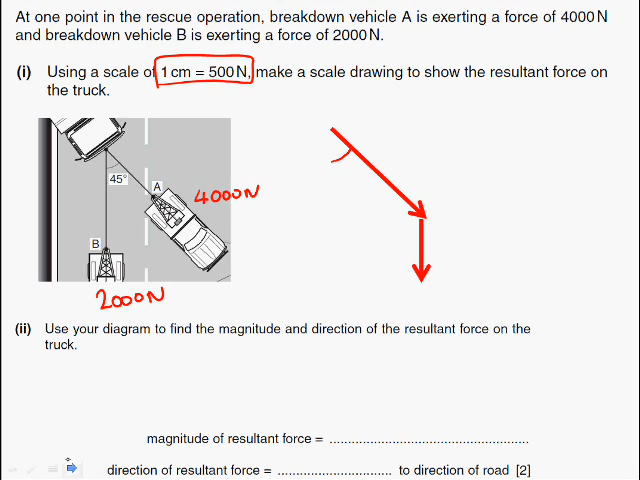 At one point in the rescue operation, breakdown vehicle A is exerting a force of 4000 N
and breakdown vehicle B is exerting a force of 2000 N.
(i) Using a scale of 1 cm = 500 N, make a scale drawing to show the resultant force on
the truck.
45°
A
4000N
B
2000N
(ii) Use your diagram to find the magnitude and direction of the resultant force on the
truck.
magnitude of resultant force = ......................................................
direction of resultant force = ............................... to direction of road [2]